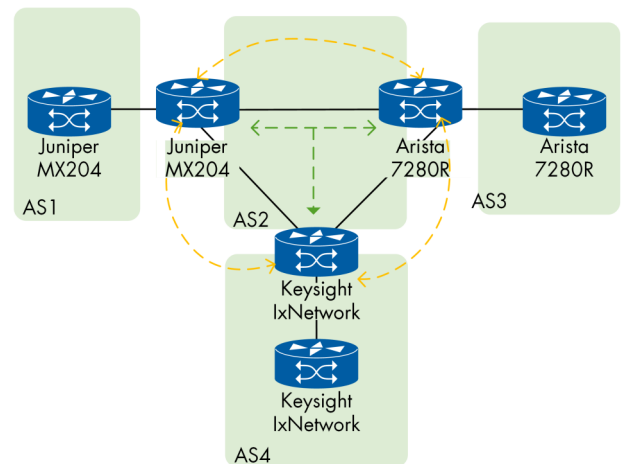 Juniper
MX204
Juniper
MX204
Arista
7280R
Arista
7280R
AS1
AS2
AS3
Keysight
IxNetwork
Keysight
IxNetwork
AS4